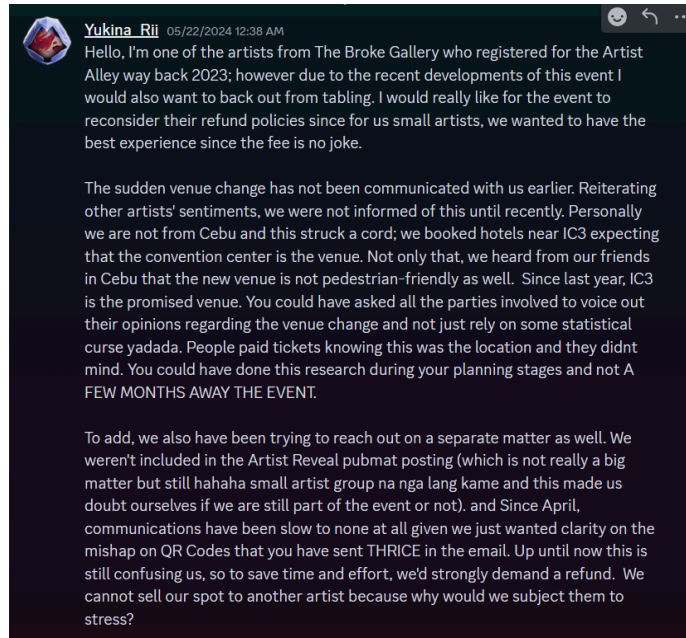 Yukina_Rii 05/22/2024 12:38 AM
Hello, I'm one of the artists from The Broke Gallery who registered for the Artist
Alley way back 2023; however due to the recent developments of this event I
would also want to back out from tabling. I would really like for the event to
reconsider their refund policies since for us small artists, we wanted to have the
best experience since the fee is no joke.
The sudden venue change has not been communicated with us earlier. Reiterating
other artists' sentiments, we were not informed of this until recently. Personally
we are not from Cebu and this struck a cord; we booked hotels near IC3 expecting
that the convention center is the venue. Not only that, we heard from our friends
in Cebu that the new venue is not pedestrian-friendly as well.  Since last year, IC3
is the promised venue. You could have asked all the parties involved to voice out
their opinions regarding the venue change and not just rely on some statistical
curse yadada. People paid tickets knowing this was the location and they didnt
mind. You could have done this research during your planning stages and not A
FEW MONTHS AWAY THE EVENT.
To add, we also have been trying to reach out on a separate matter as well. We
weren't included in the Artist Reveal pubmat posting (which is not really a big
matter but still hahaha small artist group na nga lang kame and this made us
doubt ourselves if we are still part of the event or not). and Since April,
communications have been slow to none at all given we just wanted clarity on the
mishap on QR Codes that you have sent THRICE in the email. Up until now this is
still confusing us, so to save time and effort, we'd strongly demand a refund.  We
cannot sell our spot to another artist because why would we subject them to
stress?